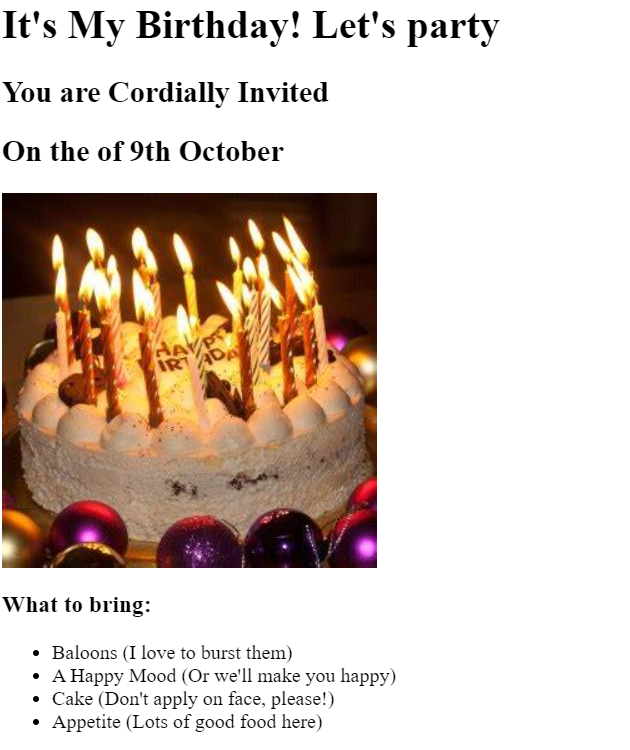 It's My Birthday! Let's party
You are Cordially Invited
On the of 9th October
HAPPY
BIRTHDAY
What to bring:
Baloons (I love to burst them)
A Happy Mood (Or we'll make you happy)
Cake (Don't apply on face, please!)
Appetite (Lots of good food here)